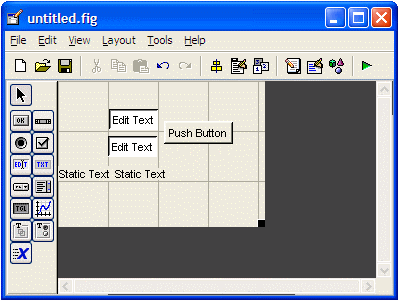 untitled.fig
File Edit View Layout Tools Help
OK
Edit Text
Push Button
Edit Text
EDIT TXT
Static Text Static Text
TGL
X